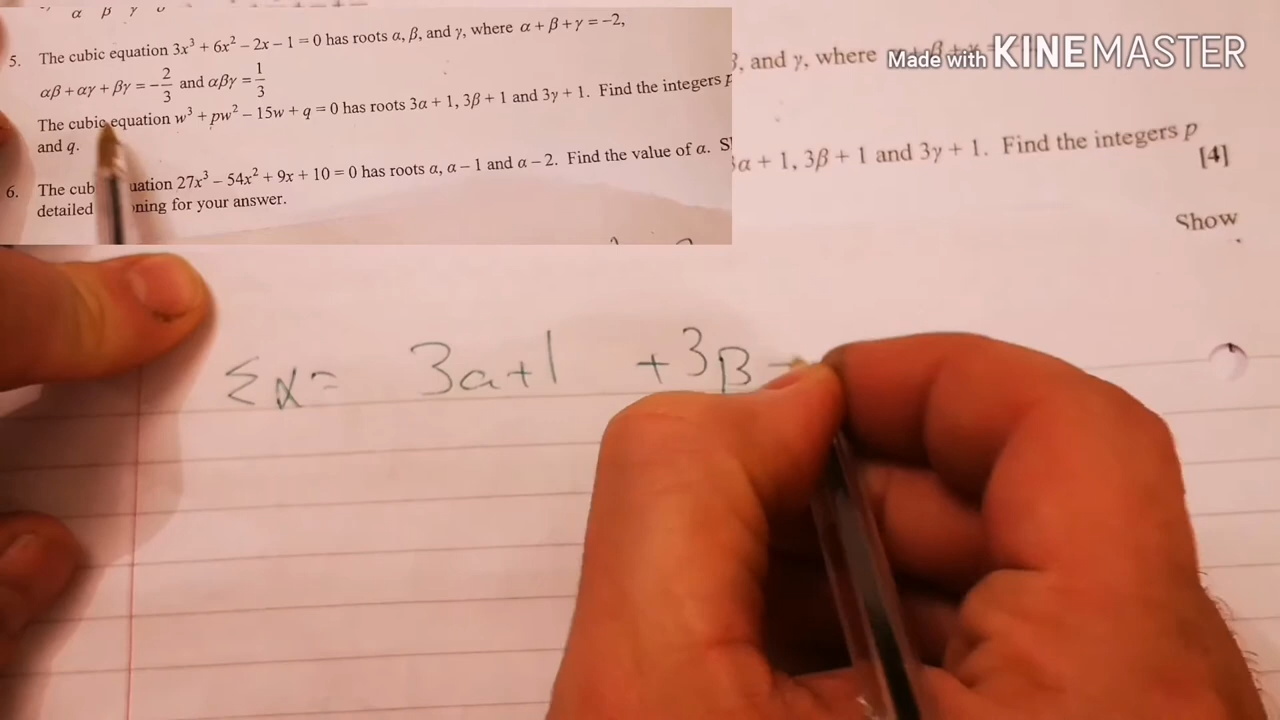 α β γ
5. The cubic equation 3x³ + 6x² − 2x − 1 = 0 has roots α, β, and γ, where α + β + γ = −2,
αβ + αγ + βγ = −2/3 and αβγ = 1/3
The cubic equation w³ + pw² − 15w + q = 0 has roots 3α + 1, 3β + 1 and 3γ + 1. Find the integers p
and q.
6. The cub uation 27x³ − 54x² + 9x + 10 = 0 has roots α, α − 1 and α − 2. Find the value of α. S
detailed ning for your answer.
β, and γ, where
Made with KINEMASTER
3α + 1, 3β + 1 and 3γ + 1. Find the integers p
[4]
Show
Σα = 3α+1 +3β